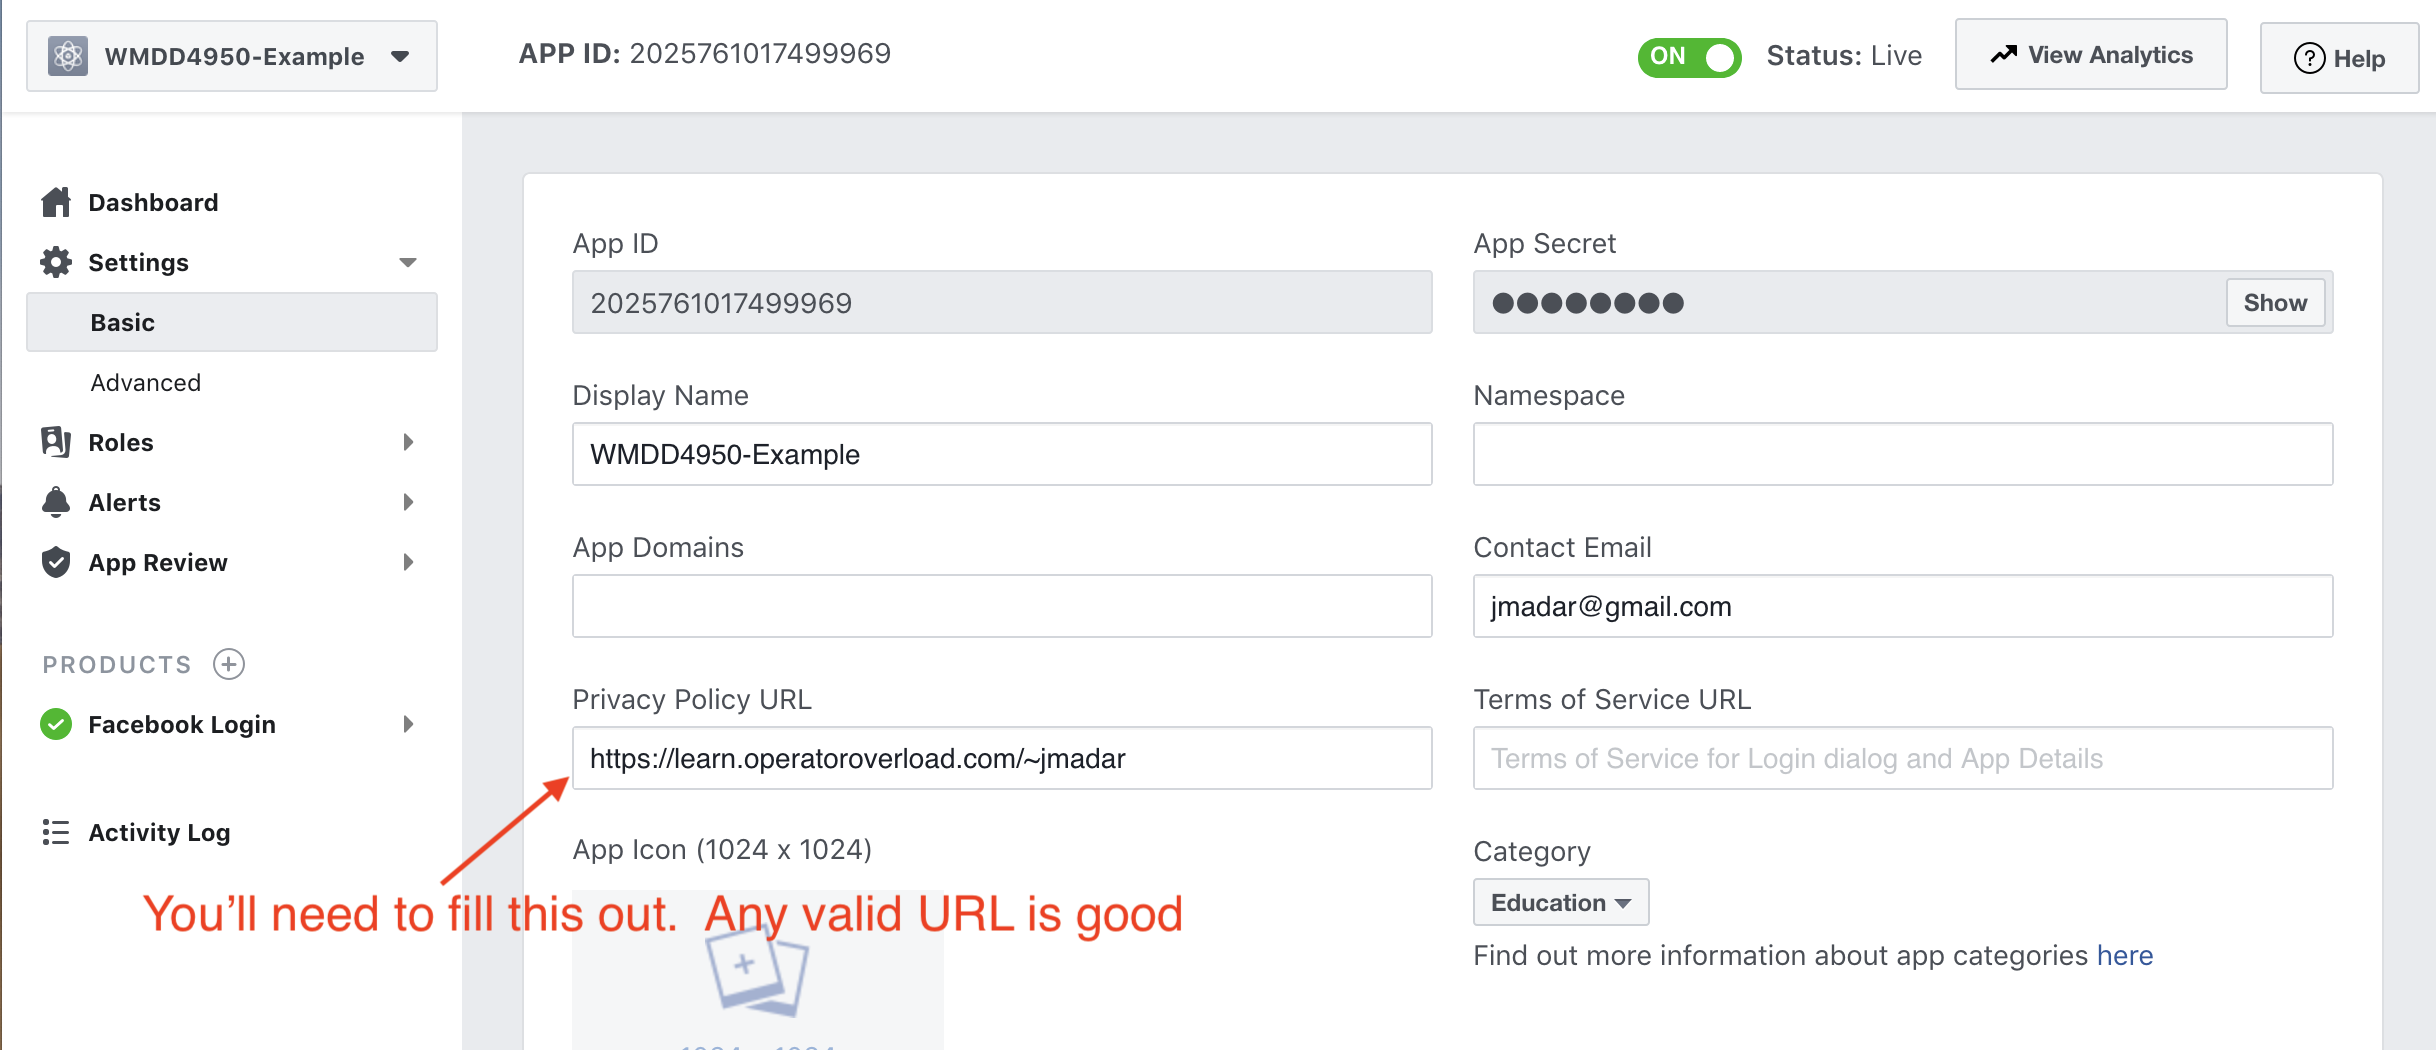 WMDD4950-Example
APP ID: 2025761017499969
ON
Status: Live
View Analytics
? Help
Dashboard
Settings
Basic
Advanced
Roles
Alerts
App Review
PRODUCTS
Facebook Login
Activity Log
App ID
2025761017499969
App Secret
●●●●●●●●
Show
Display Name
WMDD4950-Example
Namespace
App Domains
Contact Email
jmadar@gmail.com
Privacy Policy URL
https://learn.operatoroverload.com/~jmadar
Terms of Service URL
Terms of Service for Login dialog and App Details
You’ll need to fill this out.  Any valid URL is good
App Icon (1024 x 1024)
Category
Education
Find out more information about app categories here